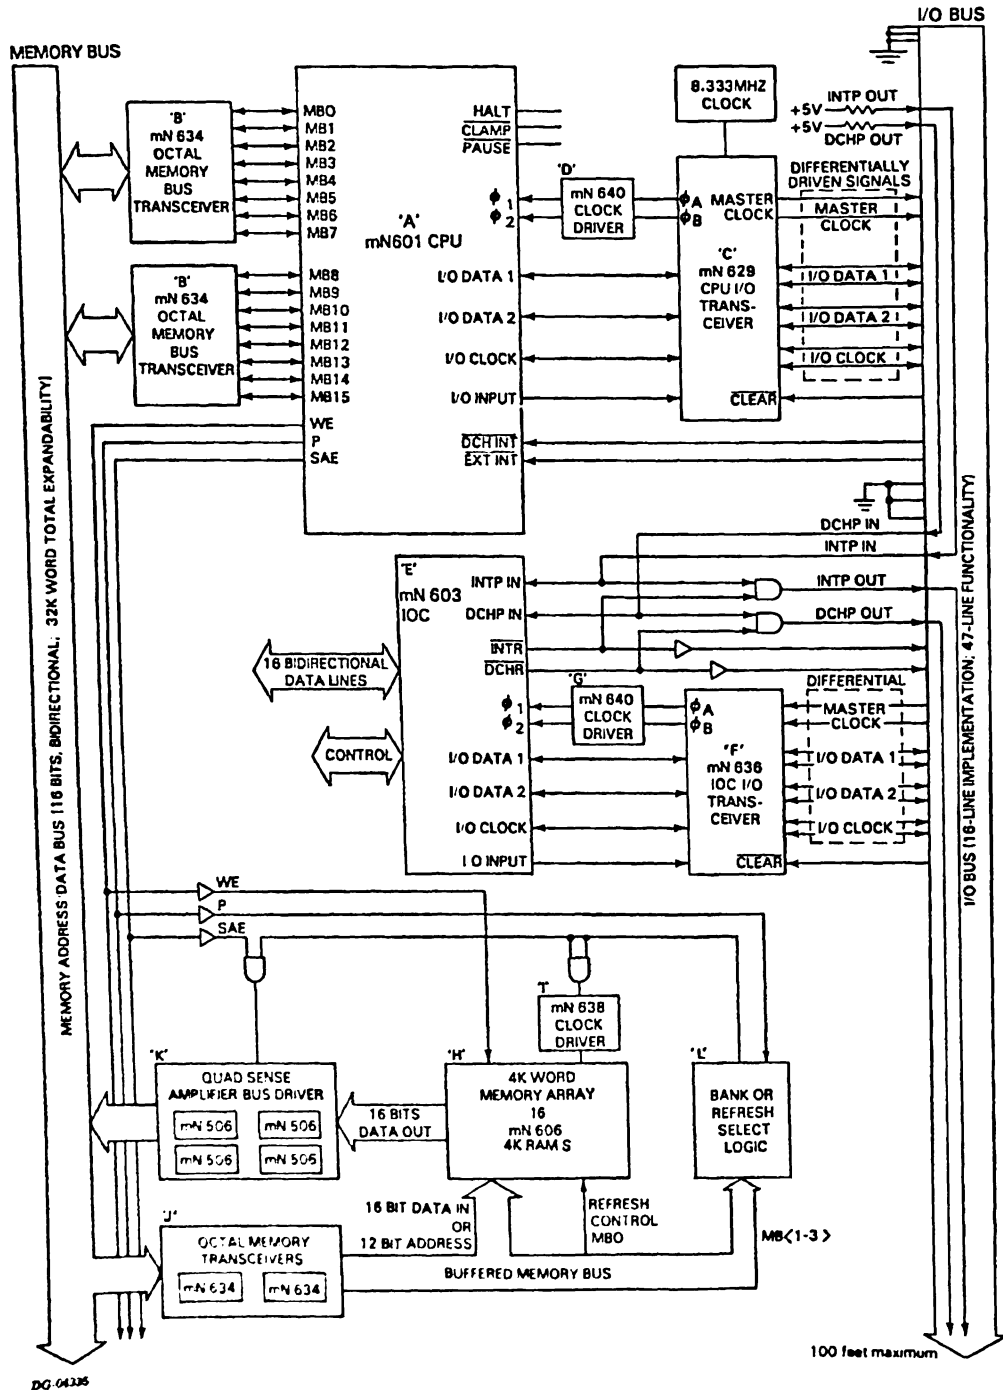 I/O BUS
MEMORY BUS
'B'
mN 634
OCTAL
MEMORY
BUS
TRANSCEIVER
MB0
MB1
MB2
MB3
MB4
MB5
MB6
MB7
'A'
mN601 CPU
HALT
CLAMP
PAUSE
ϕ 1
ϕ 2
I/O DATA 1
I/O DATA 2
I/O CLOCK
I/O INPUT
DCH INT
EXT INT
8.333MHZ
CLOCK
+5V
INTP OUT
+5V
DCHP OUT
'D'
mN 640
CLOCK
DRIVER
ϕA
ϕB
MASTER
CLOCK
'C'
mN 629
CPU I/O
TRANS-
CEIVER
CLEAR
DIFFERENTIALLY
DRIVEN SIGNALS
MASTER
CLOCK
I/O DATA 1
I/O DATA 2
I/O CLOCK
'B'
mN 634
OCTAL
MEMORY
BUS
TRANSCEIVER
MB8
MB9
MB10
MB11
MB12
MB13
MB14
MB15
WE
P
SAE
DCHP IN
INTP IN
INTP OUT
DCHP OUT
'E'
mN 603
IOC
INTP IN
DCHP IN
INTR
DCHR
ϕ 1
ϕ 2
I/O DATA 1
I/O DATA 2
I/O CLOCK
I O INPUT
16 BIDIRECTIONAL
DATA LINES
CONTROL
'G'
mN 640
CLOCK
DRIVER
ϕA
ϕB
'F'
mN 636
IOC I/O
TRANS-
CEIVER
CLEAR
DIFFERENTIAL
MASTER
CLOCK
I/O DATA 1
I/O DATA 2
I/O CLOCK
MEMORY ADDRESS/DATA BUS [16 BITS, BIDIRECTIONAL; 32K WORD TOTAL EXPANDABILITY]
I/O BUS (16-LINE IMPLEMENTATION; 47-LINE FUNCTIONALITY)
WE
P
SAE
'I'
mN 638
CLOCK
DRIVER
'K'
QUAD SENSE
AMPLIFIER BUS DRIVER
mN 506
mN 506
mN 506
mN 506
16 BITS
DATA OUT
'H'
4K WORD
MEMORY ARRAY
16
mN 606
4K RAM S
'L'
BANK OR
REFRESH
SELECT
LOGIC
'J'
OCTAL MEMORY
TRANSCEIVERS
mN 634
mN 634
16 BIT DATA IN
OR
12 BIT ADDRESS
REFRESH
CONTROL
MBO
MB<1-3>
BUFFERED MEMORY BUS
100 feet maximum
DG-04335